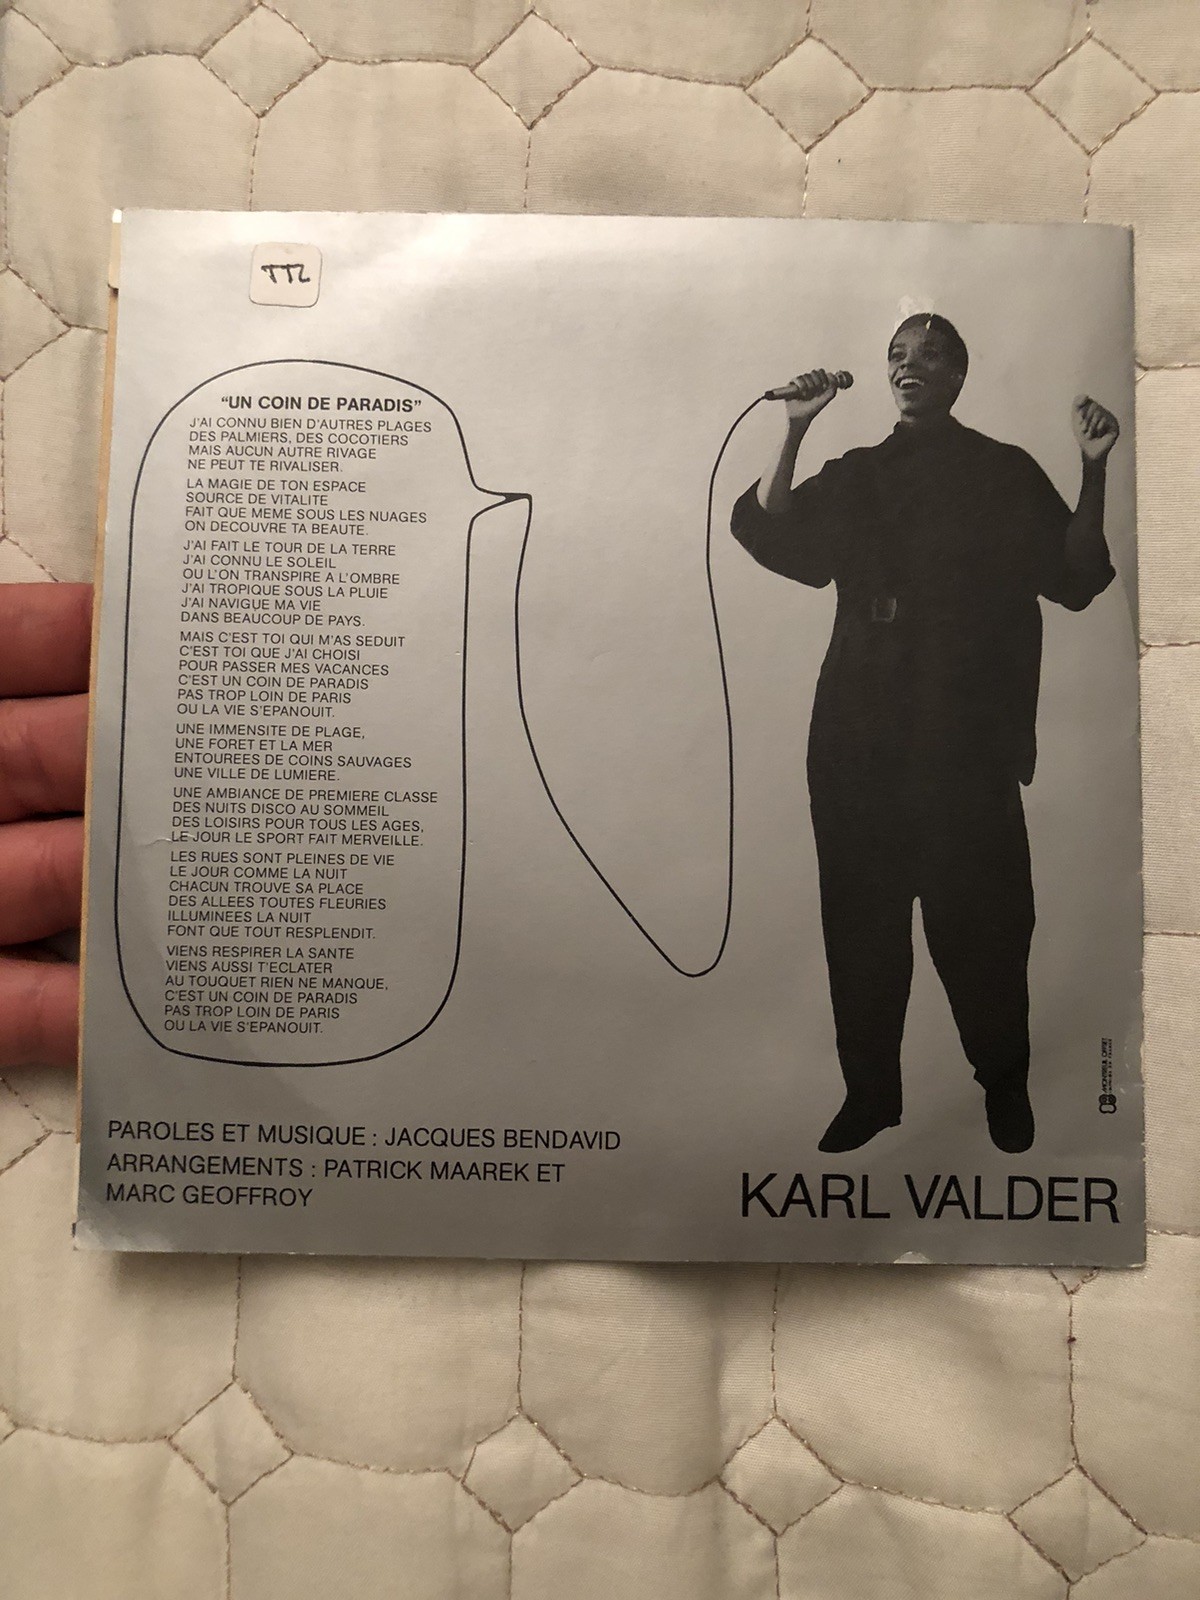 TTL
"UN COIN DE PARADIS"
J'AI CONNU BIEN D'AUTRES PLAGES
DES PALMIERS, DES COCOTIERS
MAIS AUCUN AUTRE RIVAGE
NE PEUT TE RIVALISER.
LA MAGIE DE TON ESPACE
SOURCE DE VITALITE
FAIT QUE MEME SOUS LES NUAGES
ON DECOUVRE TA BEAUTE.
J'AI FAIT LE TOUR DE LA TERRE
J'AI CONNU LE SOLEIL
OU L'ON TRANSPIRE A L'OMBRE
J'AI TROPIQUE SOUS LA PLUIE
J'AI NAVIGUE MA VIE
DANS BEAUCOUP DE PAYS.
MAIS C'EST TOI QUI M'AS SEDUIT
C'EST TOI QUE J'AI CHOISI
POUR PASSER MES VACANCES
C'EST UN COIN DE PARADIS
PAS TROP LOIN DE PARIS
OU LA VIE S'EPANOUIT.
UNE IMMENSITE DE PLAGE,
UNE FORET ET LA MER
ENTOUREES DE COINS SAUVAGES
UNE VILLE DE LUMIERE.
UNE AMBIANCE DE PREMIERE CLASSE
DES NUITS DISCO AU SOMMEIL
DES LOISIRS POUR TOUS LES AGES,
LE JOUR LE SPORT FAIT MERVEILLE.
LES RUES SONT PLEINES DE VIE
LE JOUR COMME LA NUIT
CHACUN TROUVE SA PLACE
DES ALLEES TOUTES FLEURIES
ILLUMINEES LA NUIT
FONT QUE TOUT RESPLENDIT.
VIENS RESPIRER LA SANTE
VIENS AUSSI T'ECLATER
AU TOUQUET RIEN NE MANQUE,
C'EST UN COIN DE PARADIS
PAS TROP LOIN DE PARIS
OU LA VIE S'EPANOUIT.
PAROLES ET MUSIQUE : JACQUES BENDAVID
ARRANGEMENTS : PATRICK MAAREK ET
MARC GEOFFROY
KARL VALDER
MONTREUIL OFFSET